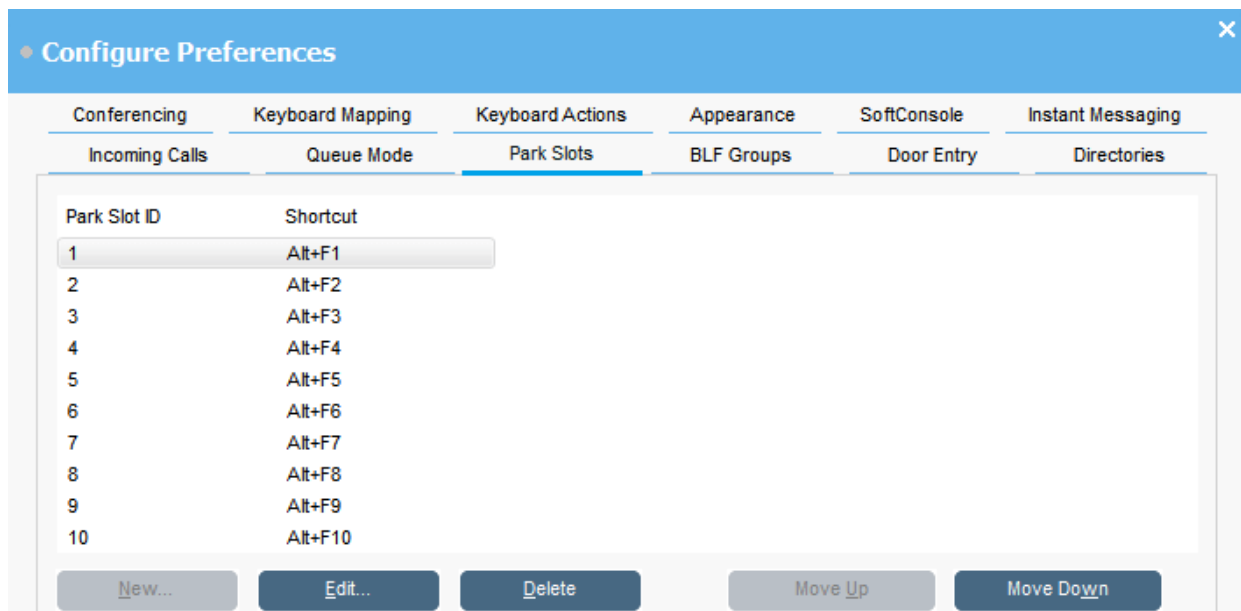 Configure Preferences
Conferencing Keyboard Mapping Keyboard Actions Appearance SoftConsole Instant Messaging
Incoming Calls Queue Mode Park Slots BLF Groups Door Entry Directories
Park Slot ID Shortcut
1 Alt+F1
2 Alt+F2
3 Alt+F3
4 Alt+F4
5 Alt+F5
6 Alt+F6
7 Alt+F7
8 Alt+F8
9 Alt+F9
10 Alt+F10
New... Edit... Delete Move Up Move Down